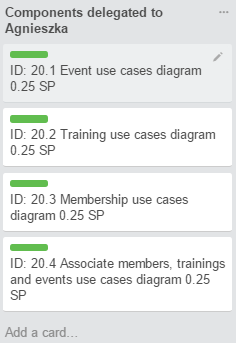 Components delegated to
Agnieszka
ID: 20.1 Event use cases diagram
0.25 SP
ID: 20.2 Training use cases diagram
0.25 SP
ID: 20.3 Membership use cases
diagram 0.25 SP
ID: 20.4 Associate members, trainings
and events use cases diagram 0.25
SP
Add a card...